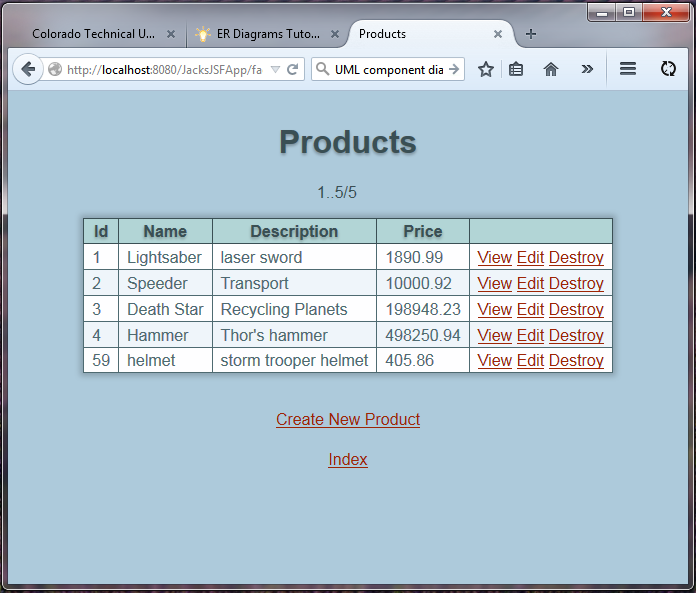 Colorado Technical U... ER Diagrams Tuto... Products
http://localhost:8080/JacksJSFApp/fa UML component dia
Products
1..5/5
Id Name Description Price
1 Lightsaber laser sword 1890.99 View Edit Destroy
2 Speeder Transport 10000.92 View Edit Destroy
3 Death Star Recycling Planets 198948.23 View Edit Destroy
4 Hammer Thor's hammer 498250.94 View Edit Destroy
59 helmet storm trooper helmet 405.86 View Edit Destroy
Create New Product
Index